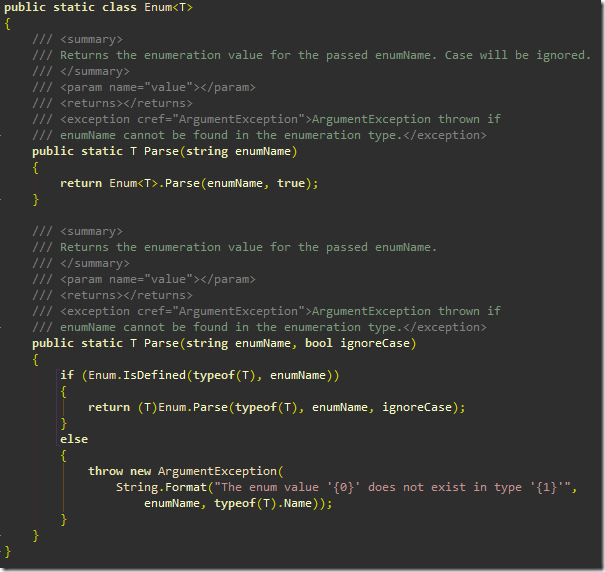 public static class Enum<T>
{
/// <summary>
/// Returns the enumeration value for the passed enumName. Case will be ignored.
/// </summary>
/// <param name="value"></param>
/// <returns></returns>
/// <exception cref="ArgumentException">ArgumentException thrown if
/// enumName cannot be found in the enumeration type.</exception>
public static T Parse(string enumName)
{
return Enum<T>.Parse(enumName, true);
}
/// <summary>
/// Returns the enumeration value for the passed enumName.
/// </summary>
/// <param name="value"></param>
/// <returns></returns>
/// <exception cref="ArgumentException">ArgumentException thrown if
/// enumName cannot be found in the enumeration type.</exception>
public static T Parse(string enumName, bool ignoreCase)
{
if (Enum.IsDefined(typeof(T), enumName))
{
return (T)Enum.Parse(typeof(T), enumName, ignoreCase);
}
else
{
throw new ArgumentException(
String.Format("The enum value '{0}' does not exist in type '{1}'",
enumName, typeof(T).Name));
}
}
}